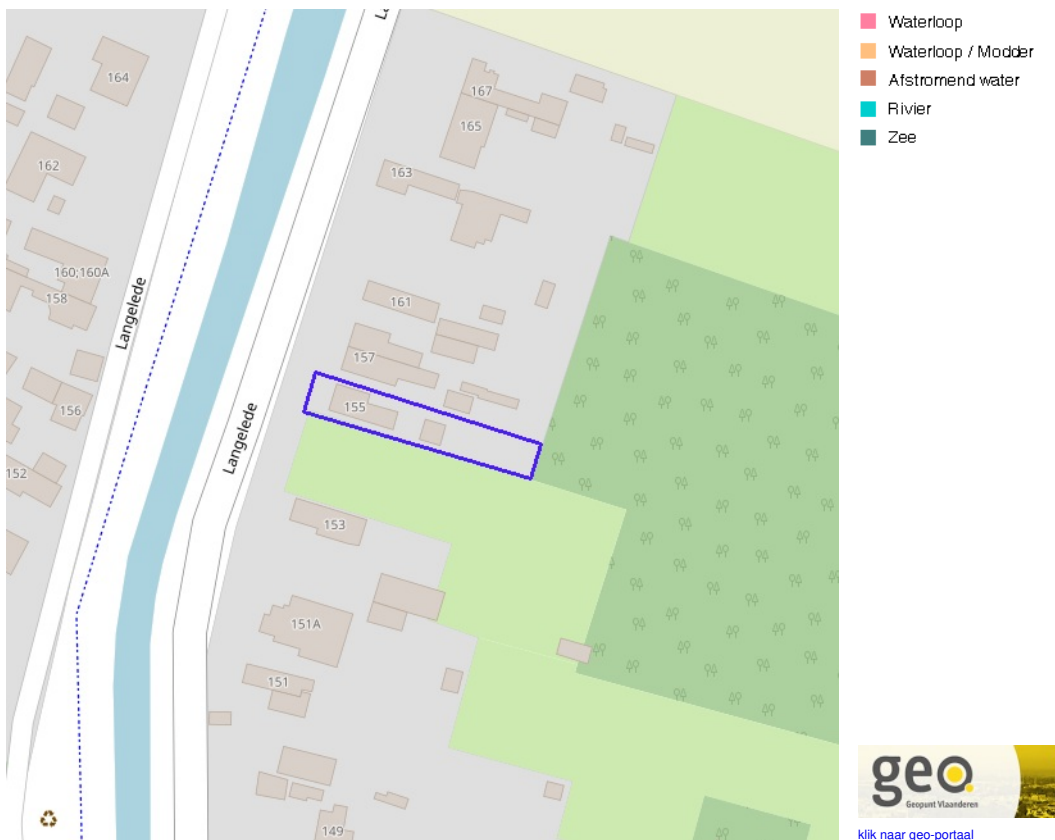 La
164
167
165
162
163
160;160A
158
161
Langelede
157
155
156
Langelede
152
153
151A
151
149
Waterloop
Waterloop / Modder
Afstromend water
Rivier
Zee
geo
Geopunt Vlaanderen
klik naar geo-portaal